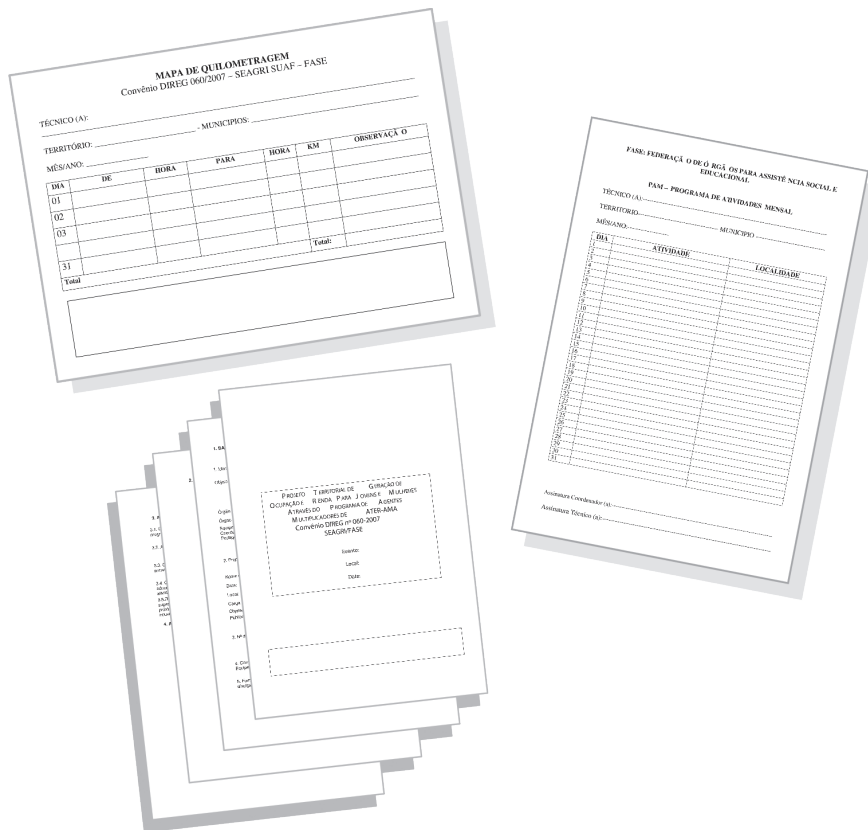 MAPA DE QUILOMETRAGEM
Convênio DIREG 060/2007 – SEAGRI SUAF – FASE
TÉCNICO (A):
TERRITÓRIO: - MUNICIPIOS:
MÊS/ANO:
DIA DE HORA PARA HORA KM OBSERVAÇÃ O
01
02
03
31 Total:
Total
FASE: FEDERAÇÃ O DE Ó RGÃ OS PARA ASSISTÊ NCIA SOCIAL E
EDUCACIONAL
PAM – PROGRAMA DE ATIVIDADES MENSAL
TÉCNICO (A):
TERRITORIO MUNICIPIO
MÊS/ANO:
DIA ATIVIDADE LOCALIDADE
1
2
3
4
5
6
7
8
9
10
11
12
13
14
15
16
17
18
19
20
21
22
23
24
25
26
27
28
29
30
31
Assinatura Coordenador (a):
Assinatura Técnico (a):
PROJETO TERRITORIAL DE GERAÇÃO DE
OCUPAÇÃO E RENDA PARA JOVENS E MULHERES
ATRAVÉS DO PROGRAMA DE AGENTES
MULTIPLICADORES DE ATER-AMA
Convênio DIREG nº 060-2007
SEAGRI/FASE
Evento:
Local:
Data: